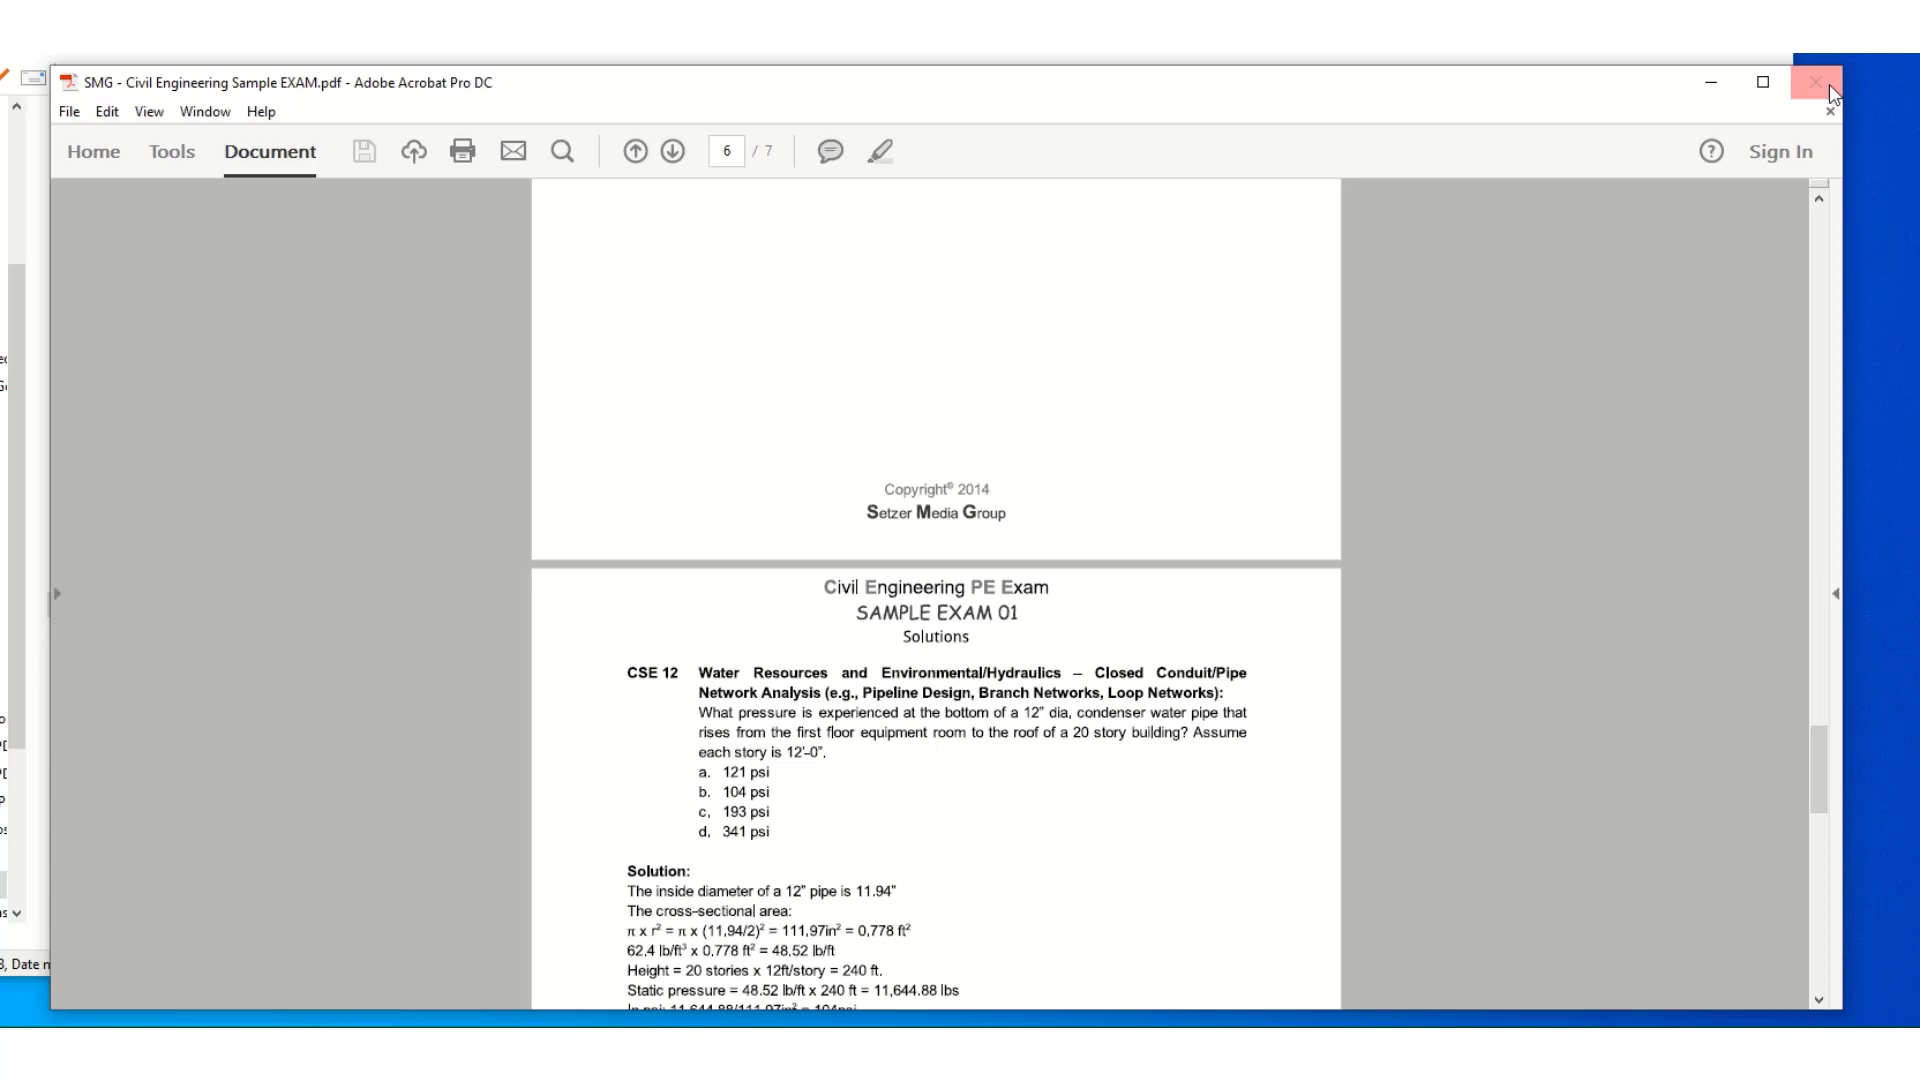 SMG - Civil Engineering Sample EXAM.pdf - Adobe Acrobat Pro DC
File Edit View Window Help
Home Tools Document 6 / 7 Sign In
Copyright© 2014
Setzer Media Group
Civil Engineering PE Exam
SAMPLE EXAM 01
Solutions
CSE 12 Water Resources and Environmental/Hydraulics – Closed Conduit/Pipe
Network Analysis (e.g., Pipeline Design, Branch Networks, Loop Networks):
What pressure is experienced at the bottom of a 12" dia. condenser water pipe that
rises from the first floor equipment room to the roof of a 20 story building? Assume
each story is 12'-0".
a. 121 psi
b. 104 psi
c. 193 psi
d. 341 psi
Solution:
The inside diameter of a 12" pipe is 11.94"
The cross-sectional area:
π x r² = π x (11.94/2)² = 111.97in² = 0.778 ft²
62.4 lb/ft³ x 0.778 ft² = 48.52 lb/ft
Height = 20 stories x 12ft/story = 240 ft.
Static pressure = 48.52 lb/ft x 240 ft = 11,644.88 lbs
In psi: 11,644.88/111.97in² = 104psi
3, Date